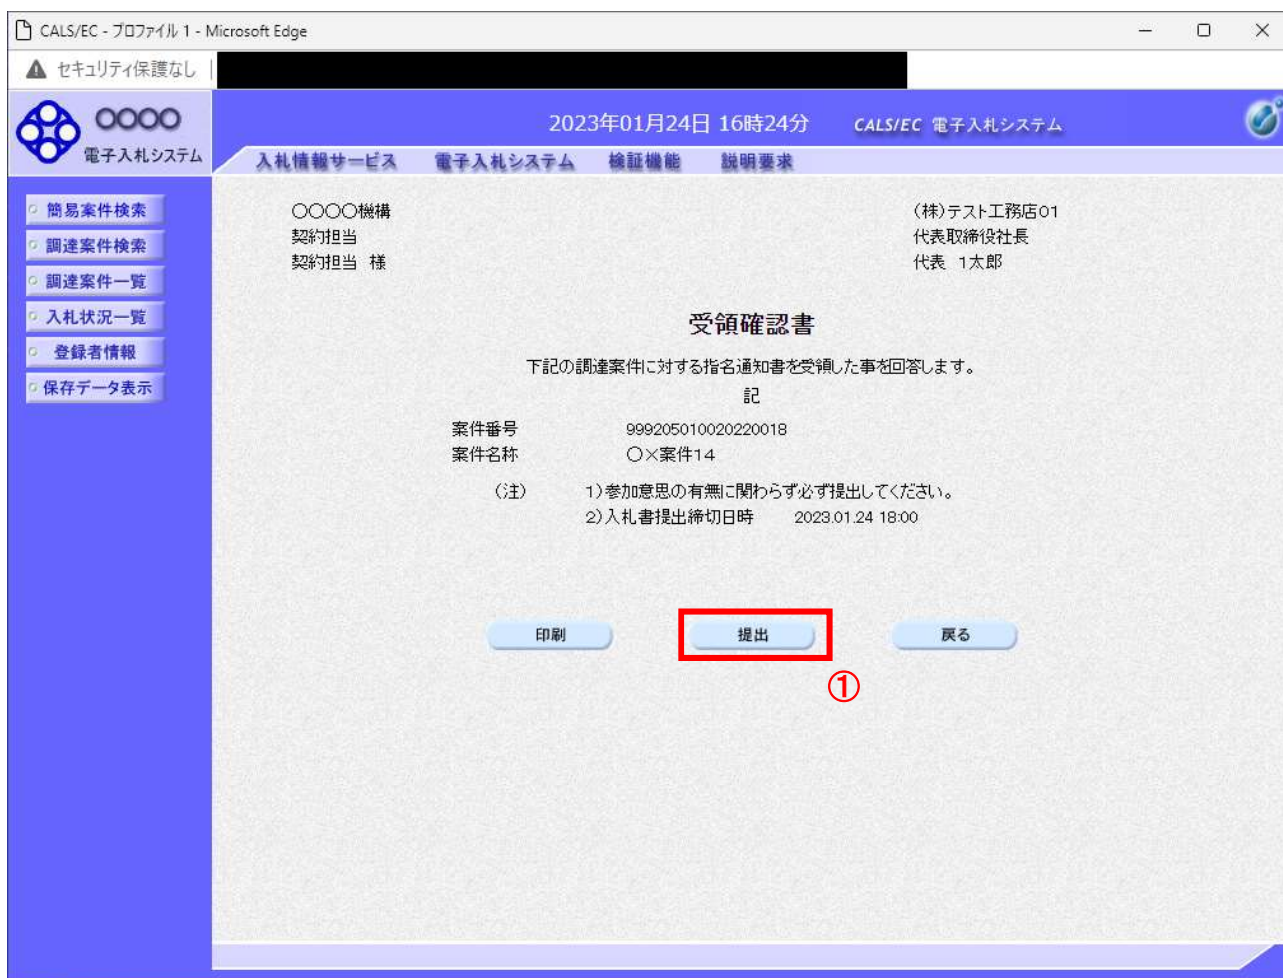 CALS/EC - プロファイル 1 - Microsoft Edge
セキュリティ保護なし
〇〇〇〇
電子入札システム
2023年01月24日 16時24分
CALS/EC 電子入札システム
入札情報サービス
電子入札システム
検証機能
説明要求
簡易案件検索
調達案件検索
調達案件一覧
入札状況一覧
登録者情報
保存データ表示
〇〇〇〇機構
契約担当
契約担当 様
(株)テスト工務店01
代表取締役社長
代表 1太郎
受領確認書
下記の調達案件に対する指名通知書を受領した事を回答します。
記
案件番号 999205010020220018
案件名称 〇×案件14
(注) 1)参加意思の有無に関わらず必ず提出してください。
2)入札書提出締切日時 2023.01.24 18:00
印刷
提出
戻る
①